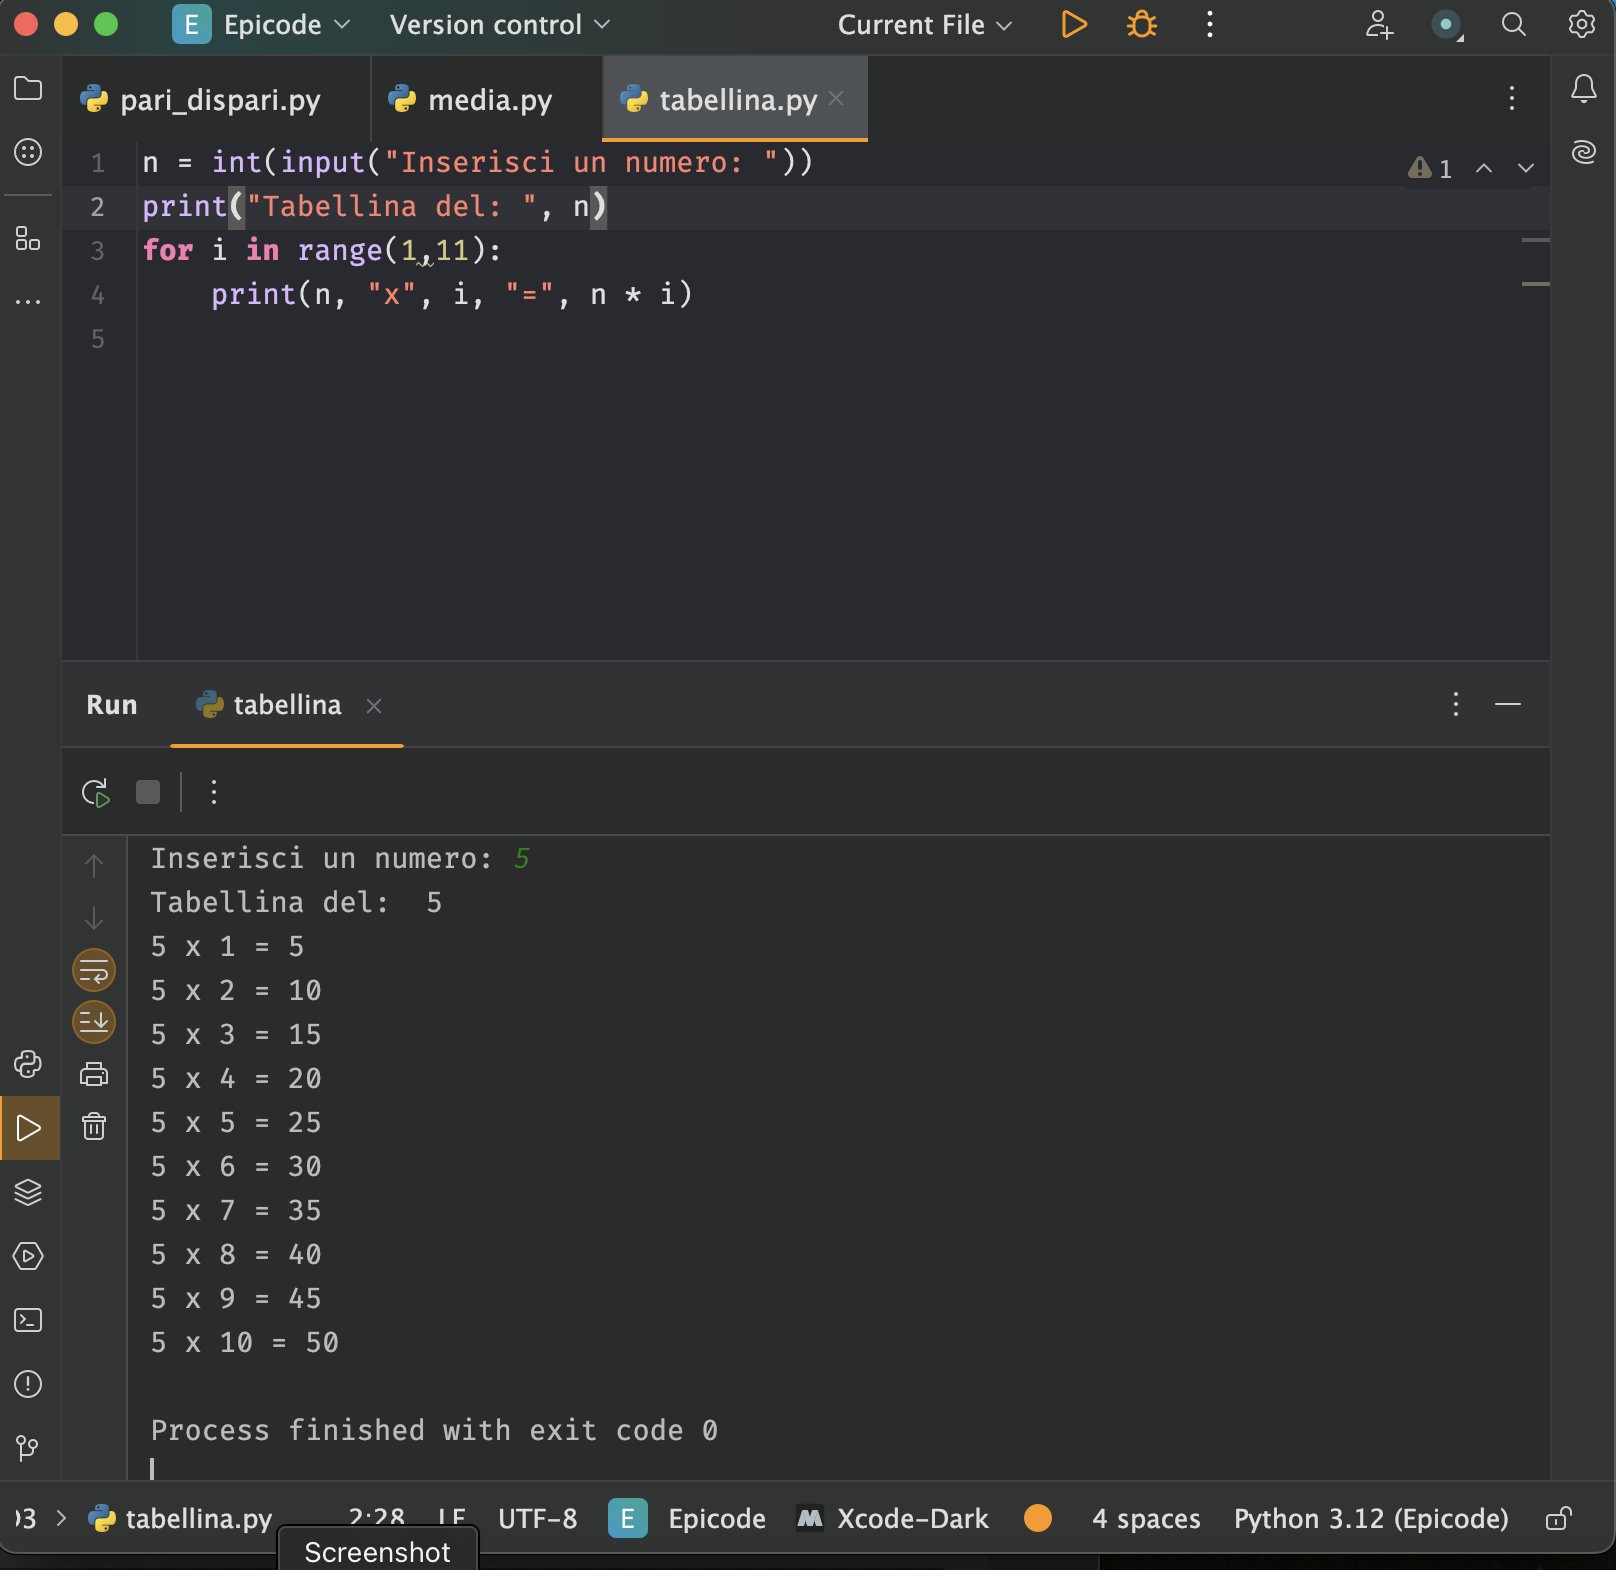 E Epicode Version control Current File
pari_dispari.py media.py tabellina.py
1 n = int(input("Inserisci un numero: ")) 1
2 print("Tabellina del: ", n)
3 for i in range(1,11):
4     print(n, "x", i, "=", n * i)
5
Run tabellina
Inserisci un numero: 5
Tabellina del:  5
5 x 1 = 5
5 x 2 = 10
5 x 3 = 15
5 x 4 = 20
5 x 5 = 25
5 x 6 = 30
5 x 7 = 35
5 x 8 = 40
5 x 9 = 45
5 x 10 = 50
Process finished with exit code 0
03 > tabellina.py 2:28 LF UTF-8 E Epicode M Xcode-Dark 4 spaces Python 3.12 (Epicode)
Screenshot